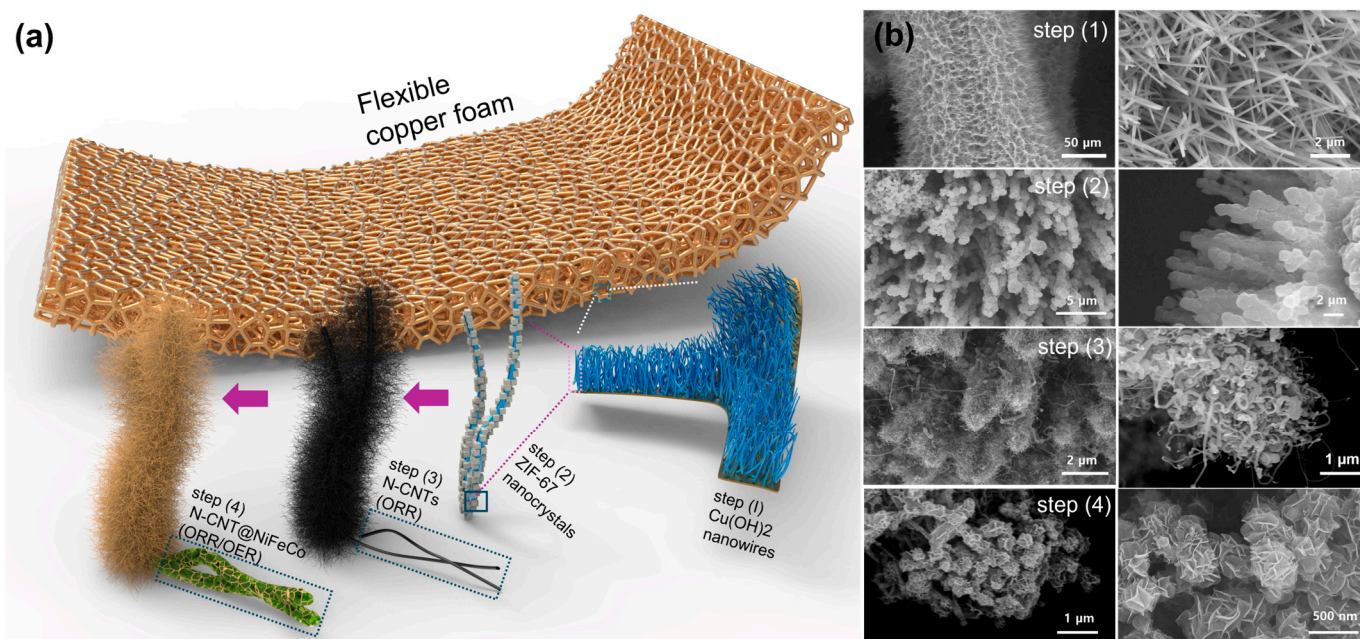 (a)
Flexible
copper foam
step (4)
N-CNT@NiFeCo
(ORR/OER)
step (3)
N-CNTs
(ORR)
step (2)
ZIF-67
nanocrystals
step (I)
Cu(OH)2
nanowires
(b)
step (1)
50 µm
2 µm
step (2)
5 µm
2 µm
step (3)
2 µm
1 µm
step (4)
1 µm
500 nm